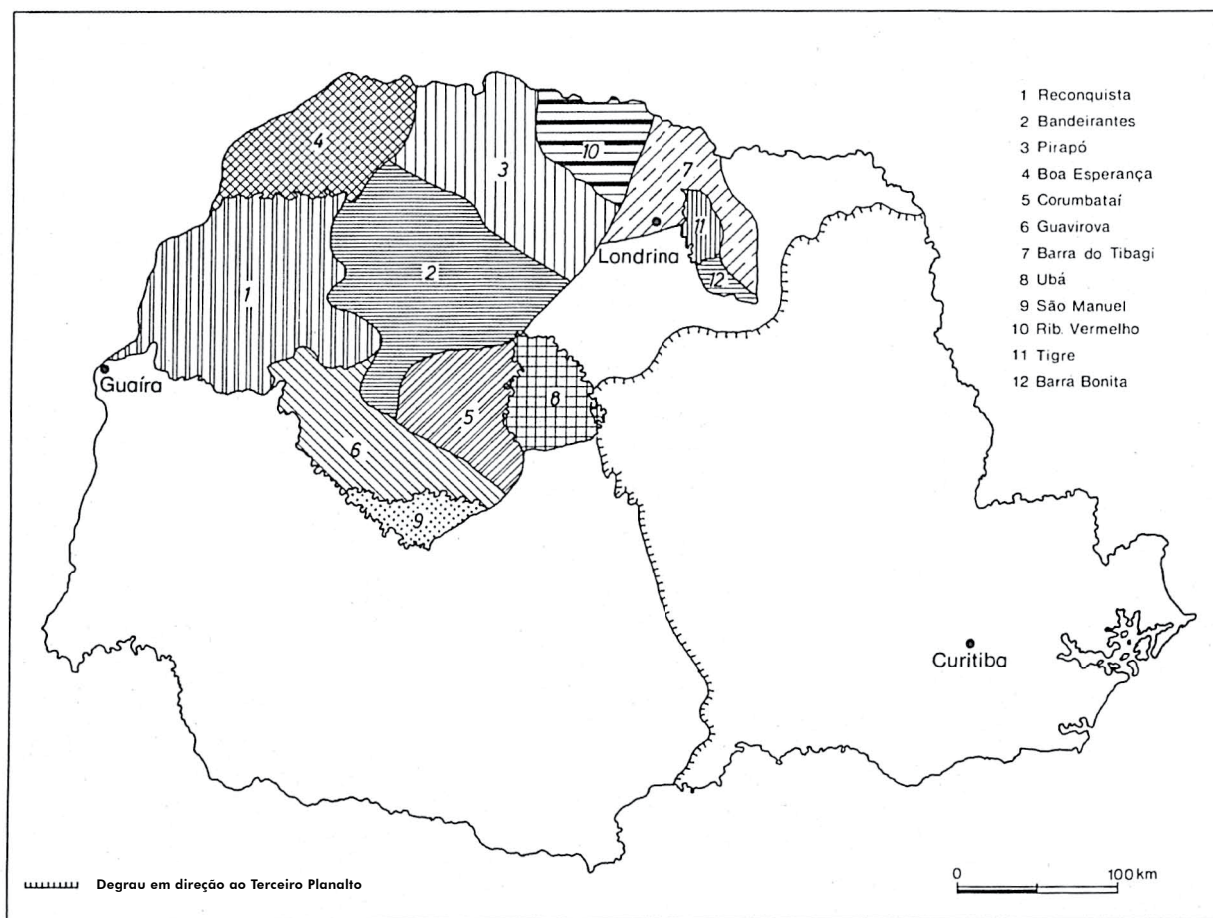 4
3
10
7
11
12
Londrina
1
2
Guaíra
5
8
6
9
Curitiba
1 Reconquista
2 Bandeirantes
3 Pirapó
4 Boa Esperança
5 Corumbataí
6 Guavirova
7 Barra do Tibagi
8 Ubá
9 São Manuel
10 Rib. Vermelho
11 Tigre
12 Barra Bonita
Degrau em direção ao Terceiro Planalto
0 100 km